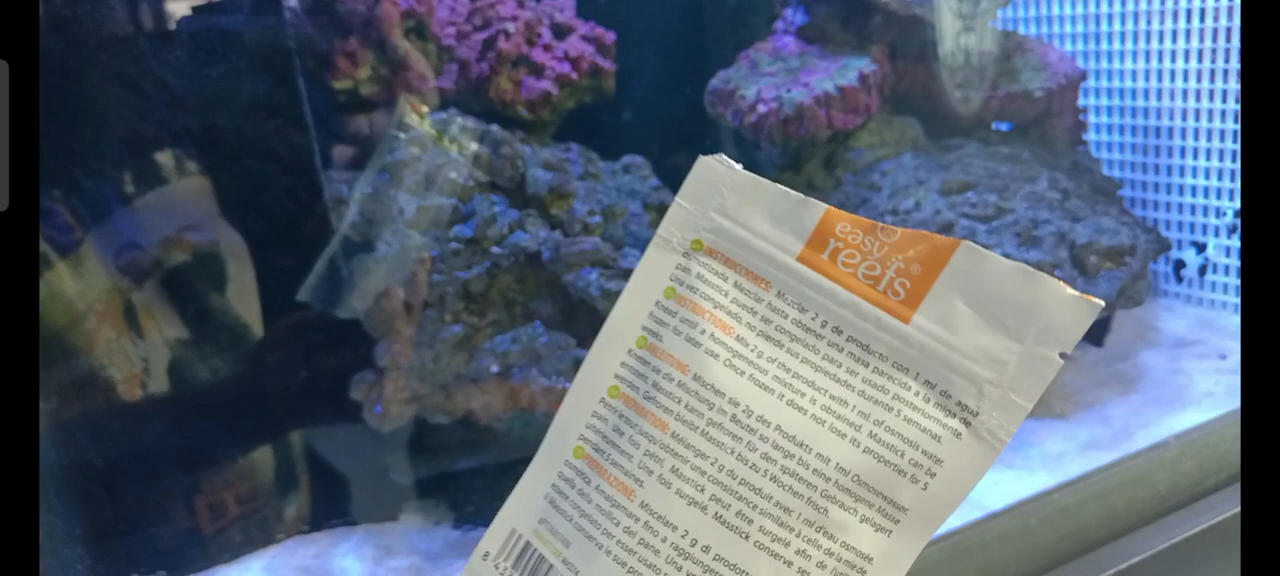 easy
reefs®
INSTRUCCIONES: Mezclar 2 g de producto con 1 ml de agua
osmotizada. Mezclar hasta obtener una masa parecida a la miga de
pan. Masstick puede ser congelado para ser usado posteriormente.
Una vez congelado, no pierde sus propiedades durante 5 semanas.
INSTRUCTIONS: Mix 2 g. of the product with 1 ml. of osmosis water.
Knead until a homogeneous mixture is obtained. Masstick can be
frozen for later use. Once frozen it does not lose its properties for 5
weeks.
ANLEITUNG: Mischen sie 2g des Produkts mit 1ml Osmosewasser.
Kneten sie die Mischung im Beutel so lange bis eine homogene Masse
entsteht. Masstick kann gefroren für den späteren Gebrauch gelagert
werden. Gefroren bleibt Masstick bis zu 5 Wochen frisch.
PREPARATION: Mélanger 2 g du produit avec 1 ml d'eau osmosée.
Pétrir le tout jusqu'obtenir une consistance similaire à celle de la mie de
pain. Une fois pétri, Masstick peut être surgelé afin de
ultérieurement. Une fois surgelé, Masstick conserve ses
pendant 5 semaines.
PREPARAZIONE: Miscelare 2 g di prodotto
osmotica. Amalgamare fino a raggiungere
quella della mollica del pane. Una
essere congelato per esser usato
Masstick conserva le sue